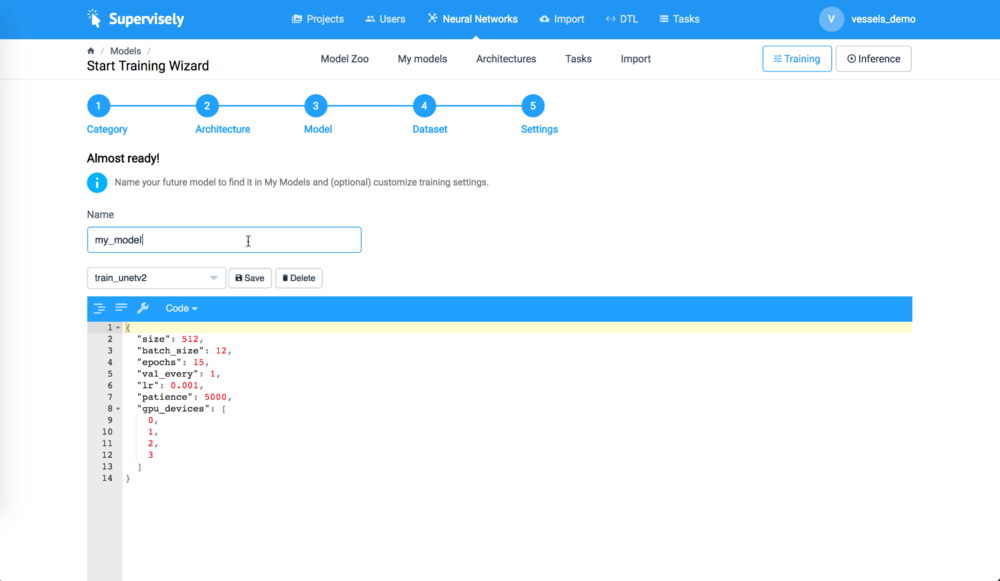 Supervisely Projects Users Neural Networks Import DTL Tasks V vessels_demo
/ Models /
Start Training Wizard Model Zoo My models Architectures Tasks Import Training Inference
1 2 3 4 5
Category Architecture Model Dataset Settings
Almost ready!
Name your future model to find it in My Models and (optional) customize training settings.
Name
my_model
train_unetv2 Save Delete
Code
1 {
2 "size": 512,
3 "batch_size": 12,
4 "epochs": 15,
5 "val_every": 1,
6 "lr": 0.001,
7 "patience": 5000,
8 "gpu_devices": [
9 0,
10 1,
11 2,
12 3
13 ]
14 }